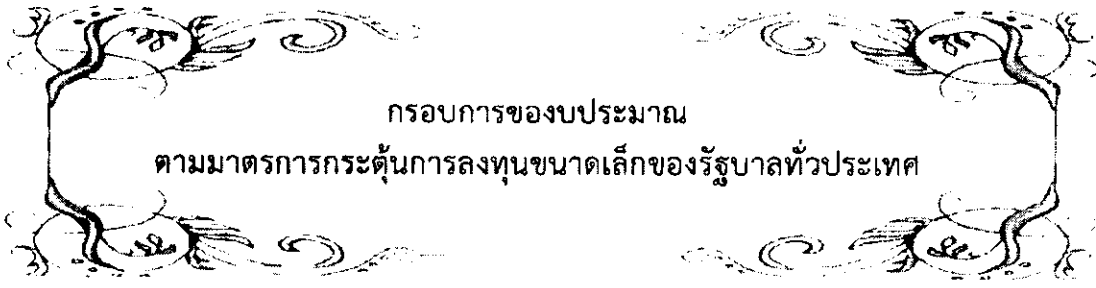 กรอบการของบประมาณ
ตามมาตรการกระตุ้นการลงทุนขนาดเล็กของรัฐบาลทั่วประเทศ